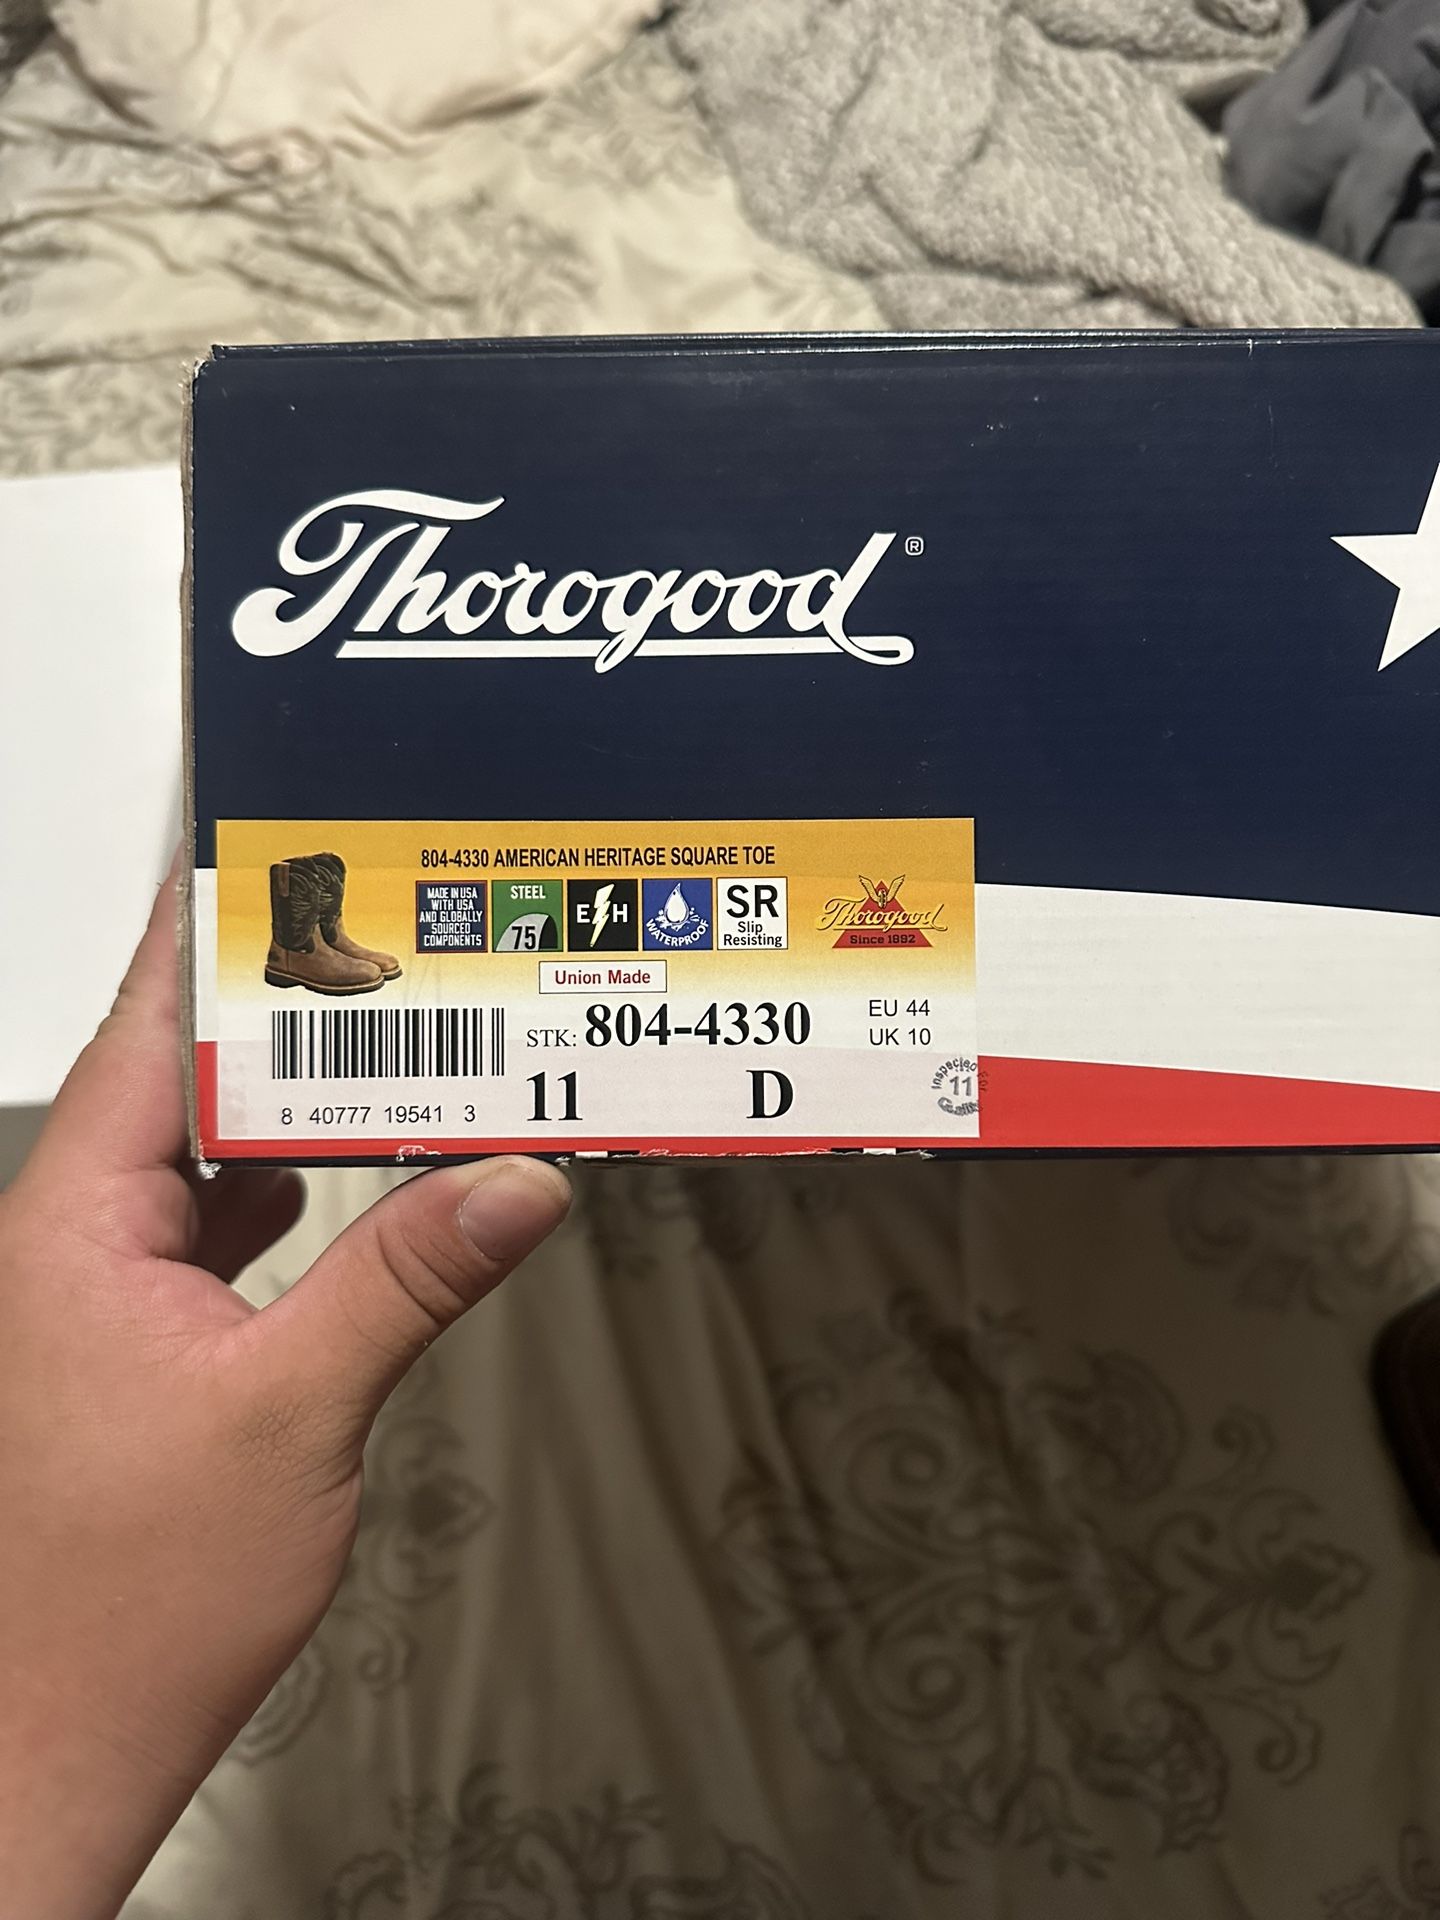 Thorogood®
804-4330 AMERICAN HERITAGE SQUARE TOE
MADE IN USA
WITH USA
AND GLOBALLY
SOURCED
COMPONENTS
STEEL
75
EH
WATERPROOF
SR
Slip
Resisting
Thorogood
Since 1892
Union Made
STK: 804-4330
EU 44
UK 10
8 40777 19541 3
11 D
Inspected For
11